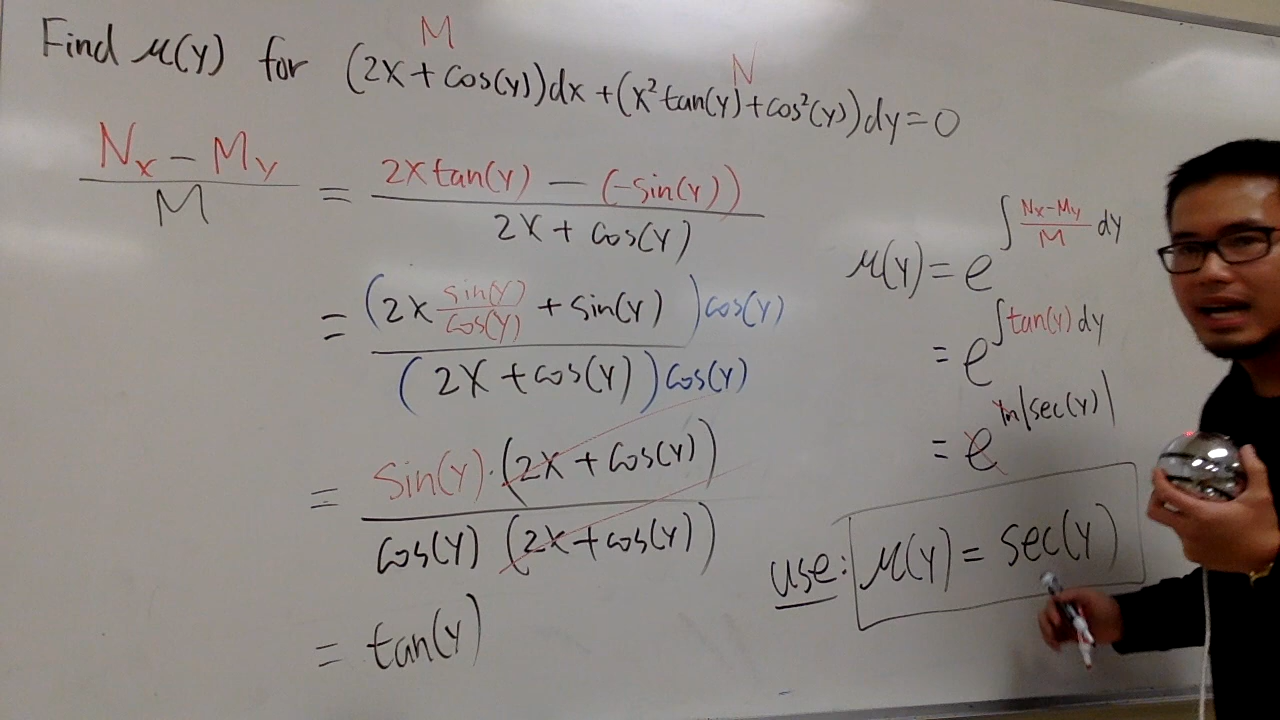 Find μ(y) for (2x + cos(y))dx + (x² tan(y) + cos²(y))dy = 0
M
N
(Nx − My)/M = (2x tan(y) − (−sin(y)))/(2x + cos(y))
= ((2x sin(y)/cos(y) + sin(y)) cos(y))/((2x + cos(y)) cos(y))
= (sin(y)·(2x + cos(y)))/(cos(y) (2x + cos(y)))
= tan(y)
μ(y) = e^(∫ (Nx − My)/M dy)
= e^(∫ tan(y) dy)
= e^(ln|sec(y)|)
use: μ(y) = sec(y)